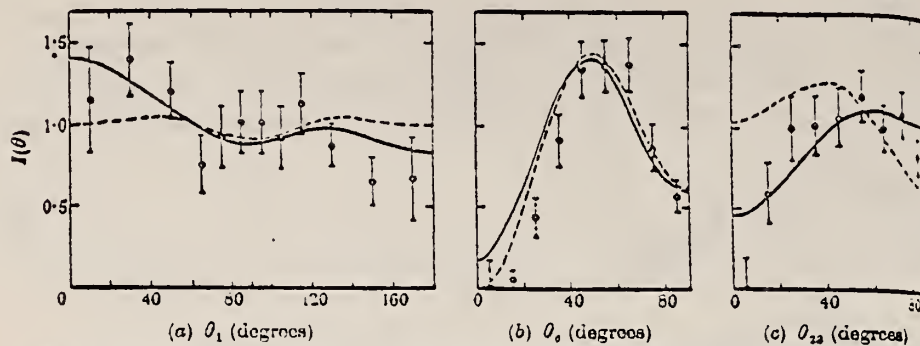 I(θ)
1·5
1·0
0·5
0 40 80 120 160
0 40 80
0 40
(a) θ₁ (degrees)
(b) θ (degrees)
(c) θ₂₃ (degrees)